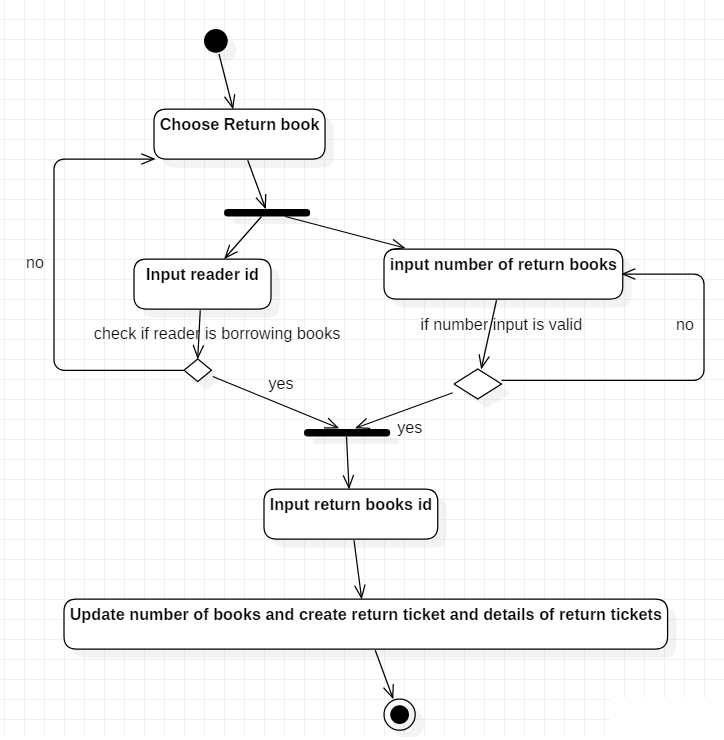 Choose Return book
no
Input reader id
input number of return books
check if reader is borrowing books
if number input is valid
no
yes
yes
Input return books id
Update number of books and create return ticket and details of return tickets